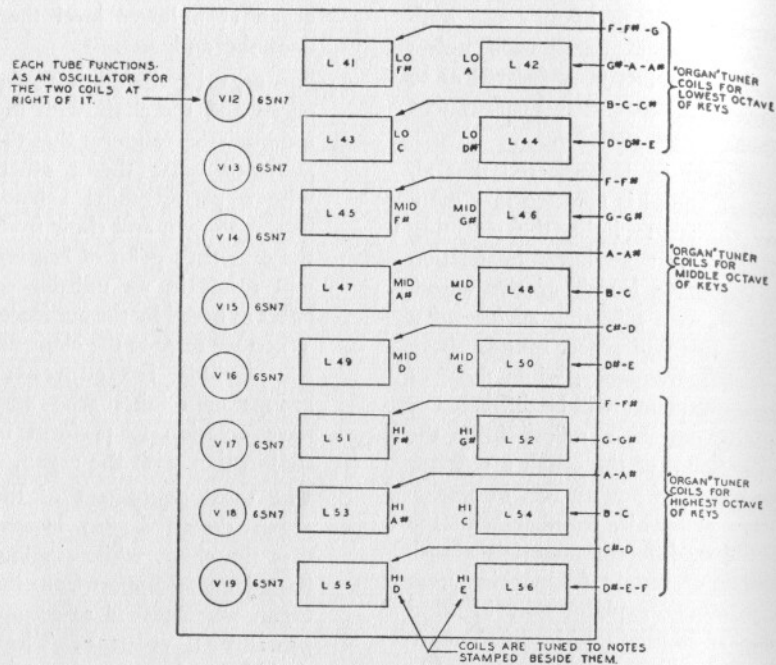 F-F#-G
L 41
LO
F#
LO
A
L 42
G#-A-A#
"ORGAN" TUNER
COILS FOR
LOWEST OCTAVE
OF KEYS
EACH TUBE FUNCTIONS
AS AN OSCILLATOR FOR
THE TWO COILS AT
RIGHT OF IT.
V12
6SN7
B-C-C#
L 43
LO
C
LO
D#
L 44
D-D#-E
V13
6SN7
F-F#
L 45
MID
F#
MID
G#
L 46
G-G#
V14
6SN7
A-A#
"ORGAN" TUNER
COILS FOR
MIDDLE OCTAVE
OF KEYS
L 47
MID
A#
MID
C
L 48
B-C
V15
6SN7
C#-D
L 49
MID
D
MID
E
L 50
D#-E
V16
6SN7
F-F#
L 51
HI
F#
HI
G#
L 52
G-G#
V17
6SN7
A-A#
"ORGAN" TUNER
COILS FOR
HIGHEST OCTAVE
OF KEYS
L 53
HI
A#
HI
C
L 54
B-C
V18
6SN7
C#-D
L 55
HI
D
HI
E
L 56
D#-E-F
V19
6SN7
COILS ARE TUNED TO NOTES
STAMPED BESIDE THEM.